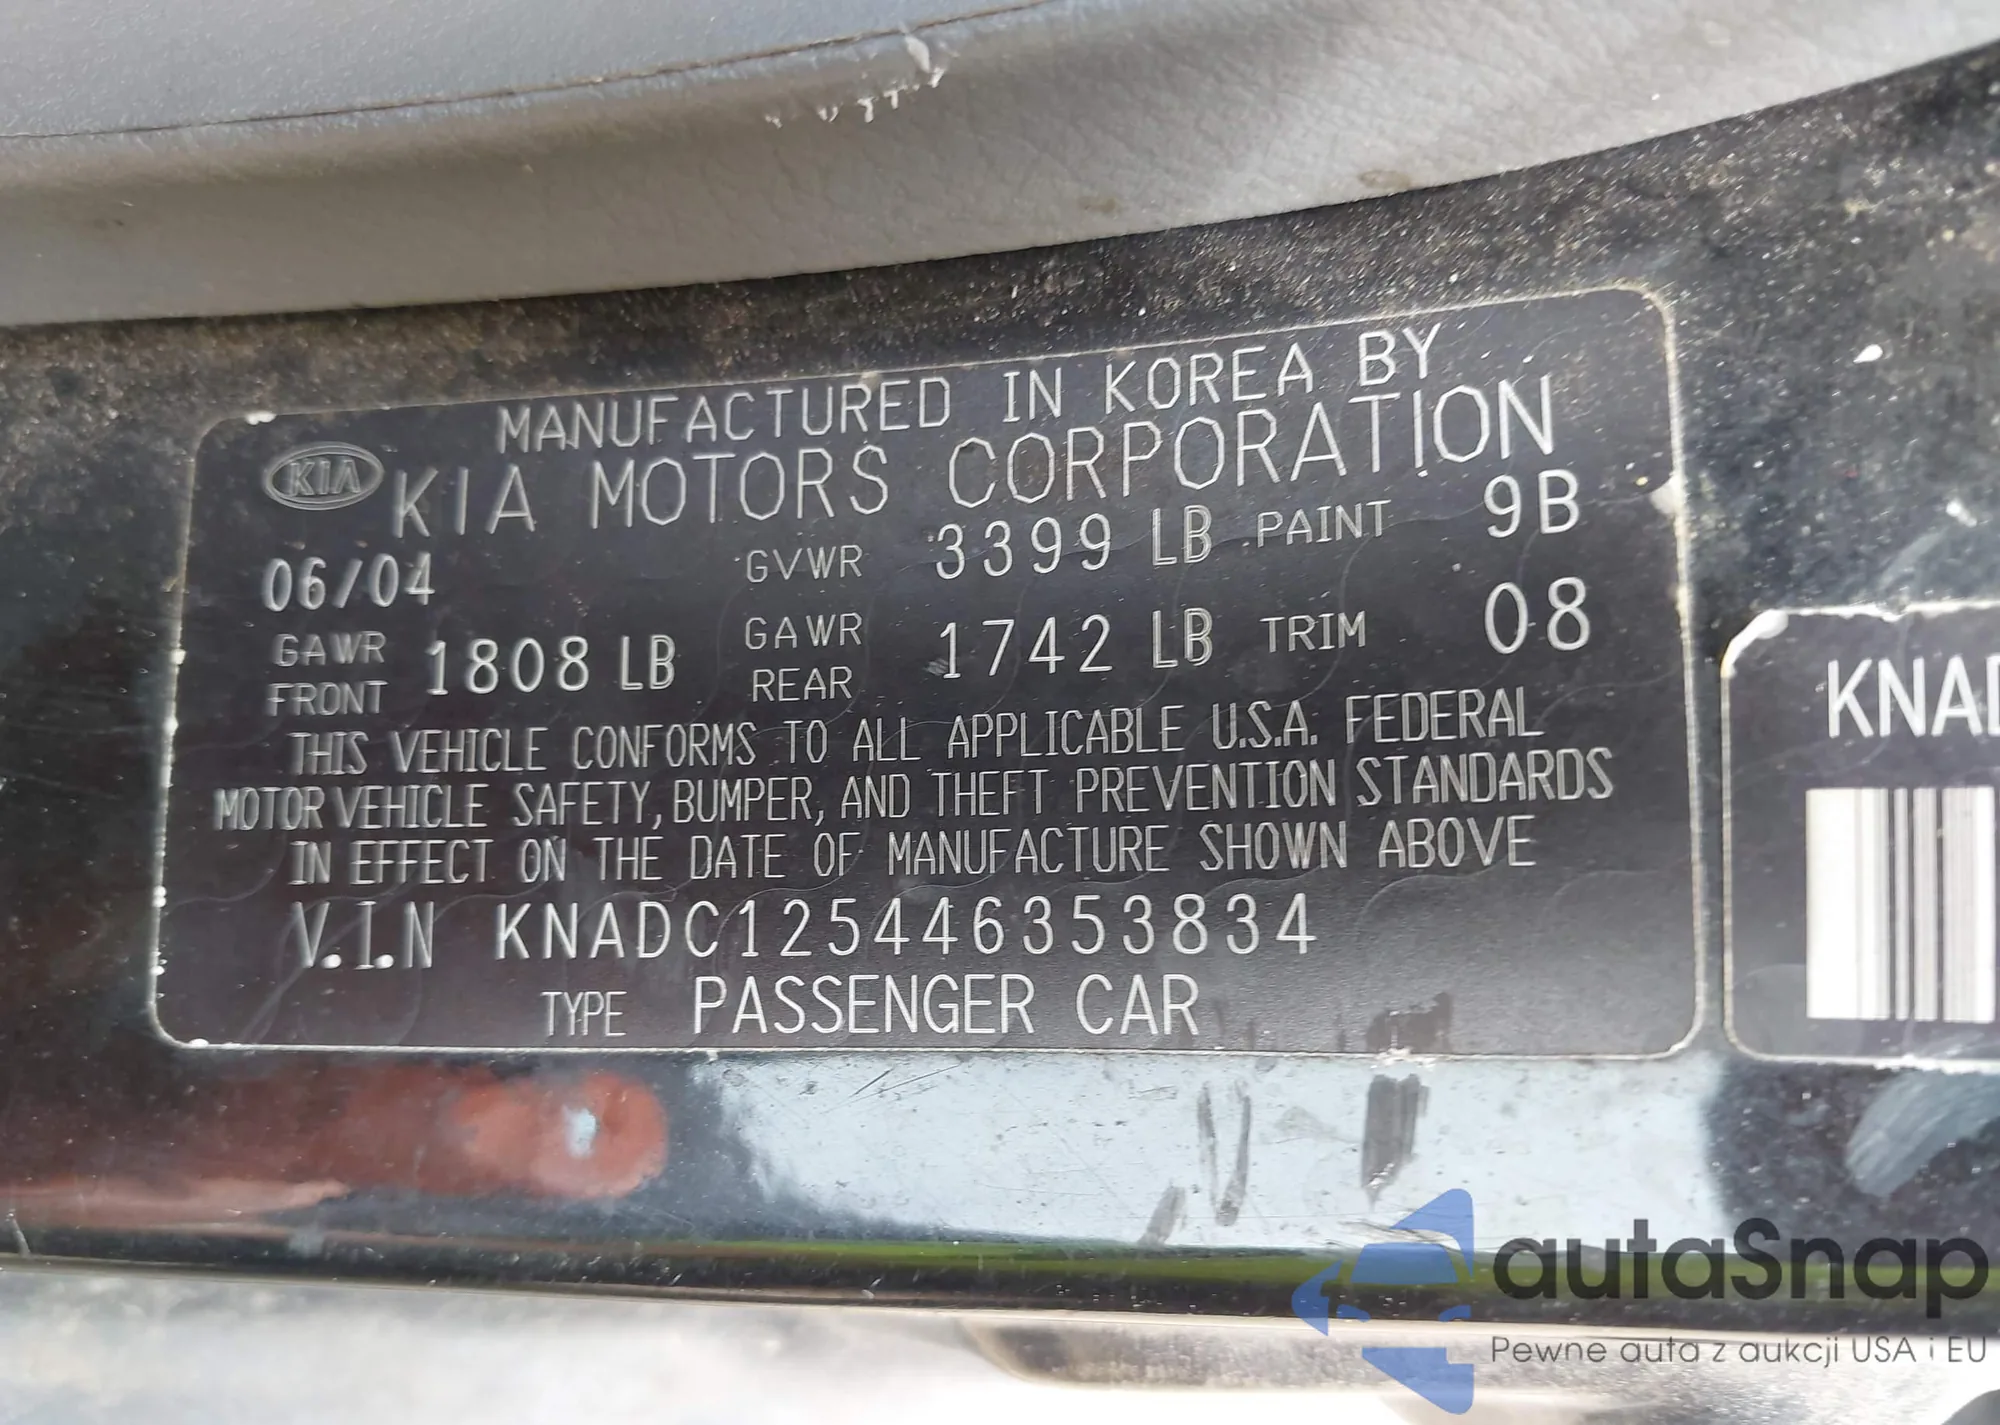 MANUFACTURED IN KOREA BY
KIA KIA MOTORS CORPORATION
06/04 GVWR 3399 LB PAINT 9B
GAWR FRONT 1808 LB GAWR REAR 1742 LB TRIM 08
THIS VEHICLE CONFORMS TO ALL APPLICABLE U.S.A. FEDERAL
MOTOR VEHICLE SAFETY, BUMPER, AND THEFT PREVENTION STANDARDS
IN EFFECT ON THE DATE OF MANUFACTURE SHOWN ABOVE
V.I.N KNADC125446353834
TYPE PASSENGER CAR
KNAD
autaSnap
Pewne auta z aukcji USA i EU